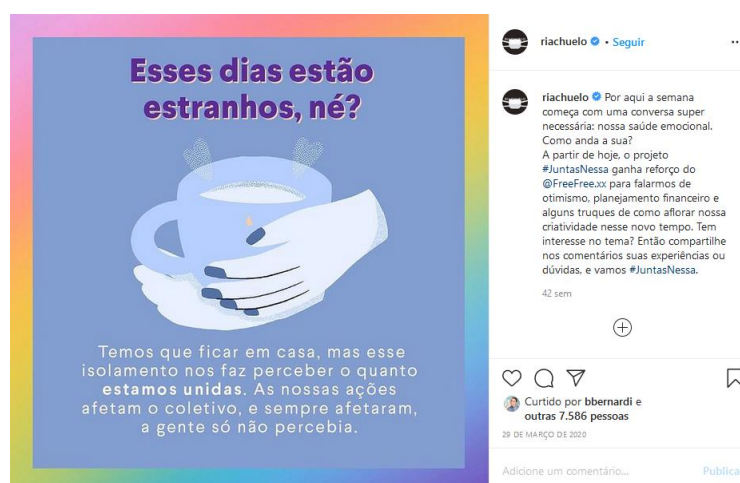 Esses dias estão
estranhos, né?
Temos que ficar em casa, mas esse
isolamento nos faz perceber o quanto
estamos unidas. As nossas ações
afetam o coletivo, e sempre afetaram,
a gente só não percebia.
riachuelo • Seguir
riachuelo Por aqui a semana
começa com uma conversa super
necessária: nossa saúde emocional.
Como anda a sua?
A partir de hoje, o projeto
#JuntasNessa ganha reforço do
@FreeFree.xx para falarmos de
otimismo, planejamento financeiro e
alguns truques de como aflorar nossa
criatividade nesse novo tempo. Tem
interesse no tema? Então compartilhe
nos comentários suas experiências ou
dúvidas, e vamos #JuntasNessa.
42 sem
Curtido por bbernardi e
outras 7.586 pessoas
29 DE MARÇO DE 2020
Adicione um comentário... Publica